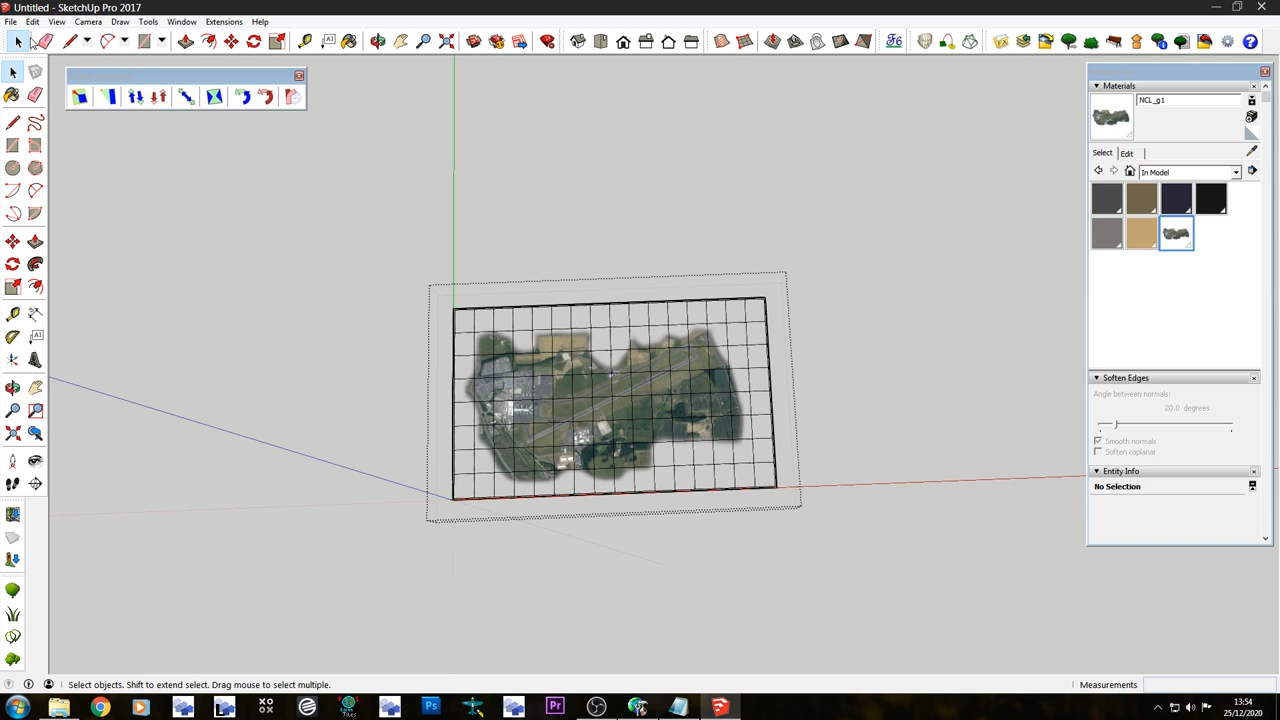 Untitled - SketchUp Pro 2017
File Edit View Camera Draw Tools Window Extensions Help
Materials
NCL_g1
Select Edit
In Model
Soften Edges
Angle between normals:
20.0 degrees
Smooth normals
Soften coplanar
Entity Info
No Selection
Select objects. Shift to extend select. Drag mouse to select multiple.
Measurements
13:54
25/12/2020